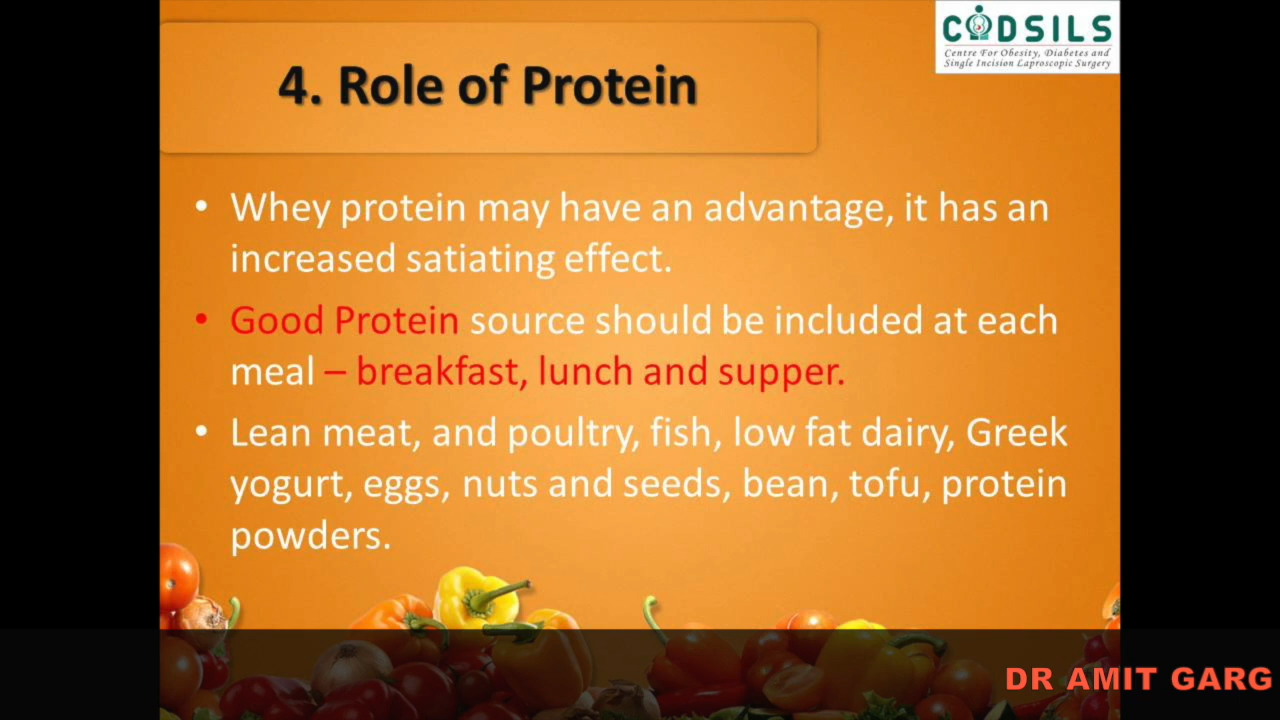 CODSILS
Centre For Obesity, Diabetes and
Single Incision Laproscopic Surgery
4. Role of Protein
• Whey protein may have an advantage, it has an
increased satiating effect.
• Good Protein source should be included at each
meal – breakfast, lunch and supper.
• Lean meat, and poultry, fish, low fat dairy, Greek
yogurt, eggs, nuts and seeds, bean, tofu, protein
powders.
DR AMIT GARG